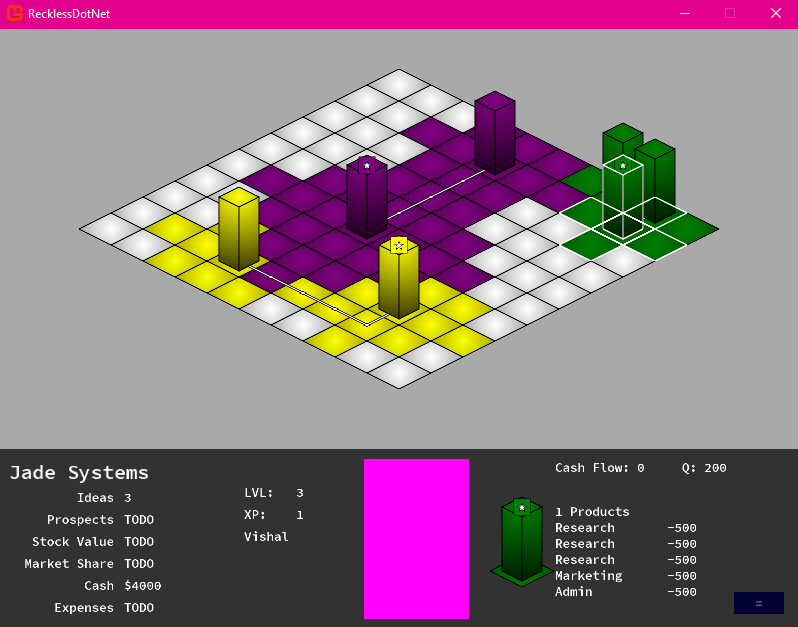 RecklessDotNet
Jade Systems
Ideas 3
Prospects TODO
Stock Value TODO
Market Share TODO
Cash $4000
Expenses TODO
LVL: 3
XP: 1
Vishal
Cash Flow: 0 Q: 200
1 Products
Research -500
Research -500
Research -500
Marketing -500
Admin -500
=